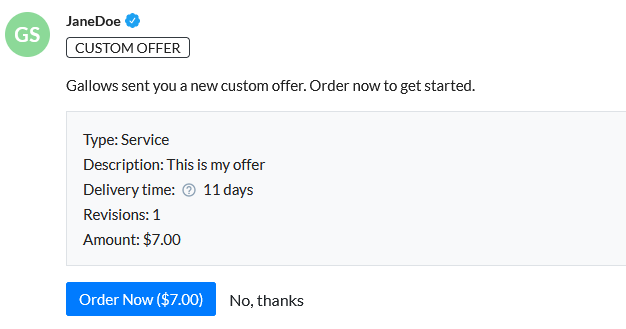 GS
JaneDoe
CUSTOM OFFER
Gallows sent you a new custom offer. Order now to get started.
Type: Service
Description: This is my offer
Delivery time: ? 11 days
Revisions: 1
Amount: $7.00
Order Now ($7.00) No, thanks